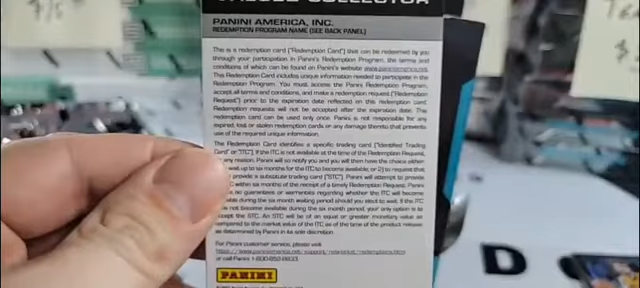 VALUED COLLECTOR
PANINI AMERICA, INC.
REDEMPTION PROGRAM NAME (SEE BACK PANEL)
This is a redemption card ("Redemption Card") that can be redeemed by you
through your participation in Panini's Redemption Program, the terms and
conditions of which can be found on Panini's website www.paniniamerica.net.
This Redemption Card includes unique information needed to participate in the
Redemption Program. You must access the Panini Redemption Program,
accept all terms and conditions, and make a redemption request ("Redemption
Request") prior to the expiration date reflected on this redemption card.
Redemption requests will not be accepted after the expiration date. The
redemption card can be used only once. Panini is not responsible for any
expired, lost or stolen redemption cards or any damage thereto that prevents
use of the required unique information.
The Redemption Card identifies a specific trading card ("Identified Trading
Card" or "ITC"). If the ITC is not available at the time of the Redemption Request,
any reason, Panini will so notify you and you will then have the choice either
up to six months for the ITC to become available, or 2) to request that
provide a substitute trading card ("STC"). Panini will attempt to provide
within six months of the receipt of a timely Redemption Request. Panini
no guarantees or warranties regarding whether the ITC will become
during the six month waiting period should you elect to wait. If the ITC
not become available during the six month period, your only option is
accept the STC. An STC will be of an equal or greater monetary value as
compared to the market value of the ITC as of the time of the redemption request
as determined by Panini in its sole discretion.
For Panini customer service, please visit
or call Panini 1-800-852-8833.
PANINI